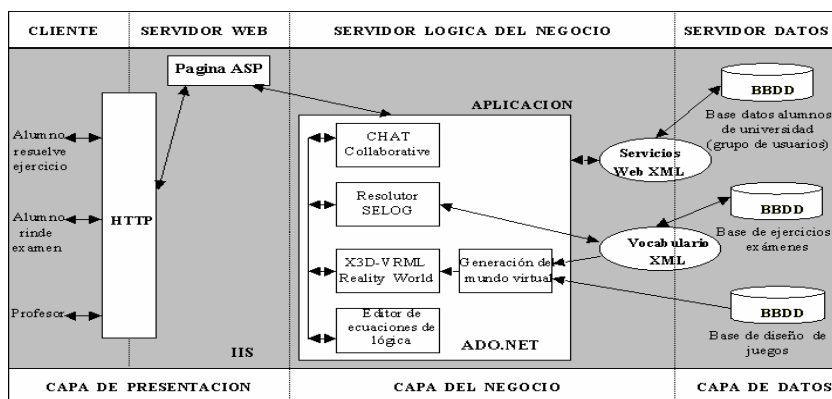 CLIENTE
SERVIDOR WEB
SERVIDOR LOGICA DEL NEGOCIO
SERVIDOR DATOS
Pagina ASP
APLICACION
BBDD
Base datos alumnos
de universidad
(grupo de usuarios)
Alumno
resuelve
ejercicio
CHAT
Collaborative
Servicios
Web XML
Resolutor
SELOG
BBDD
Base de ejercicios
exámenes
Alumno
rinde
examen
HTTP
Vocabulario
XML
X3D-VRML
Reality World
Generación del
mundo virtual
BBDD
Base de diseño de
juegos
Profesor
Editor de
ecuaciones de
lógica
IIS
ADO.NET
CAPA DE PRESENTACION
CAPA DEL NEGOCIO
CAPA DE DATOS